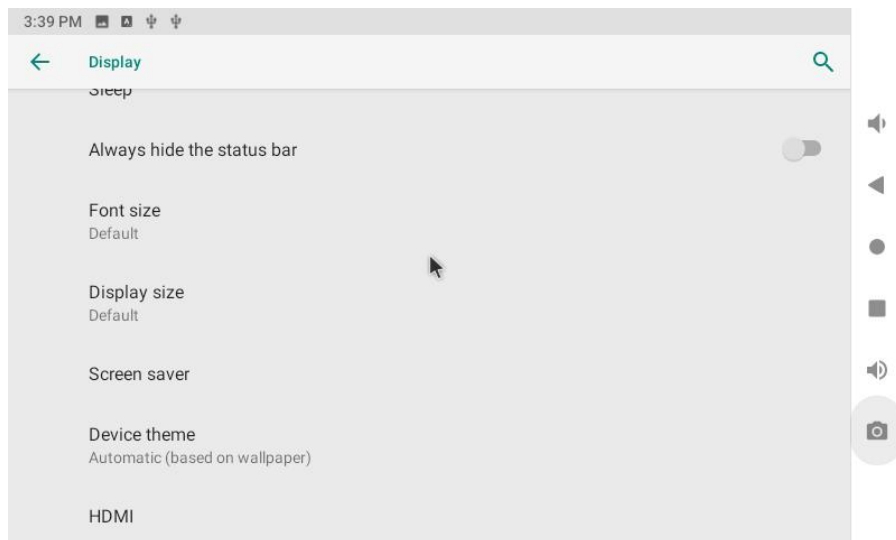 3:39 PM
Display
Sleep
Always hide the status bar
Font size
Default
Display size
Default
Screen saver
Device theme
Automatic (based on wallpaper)
HDMI